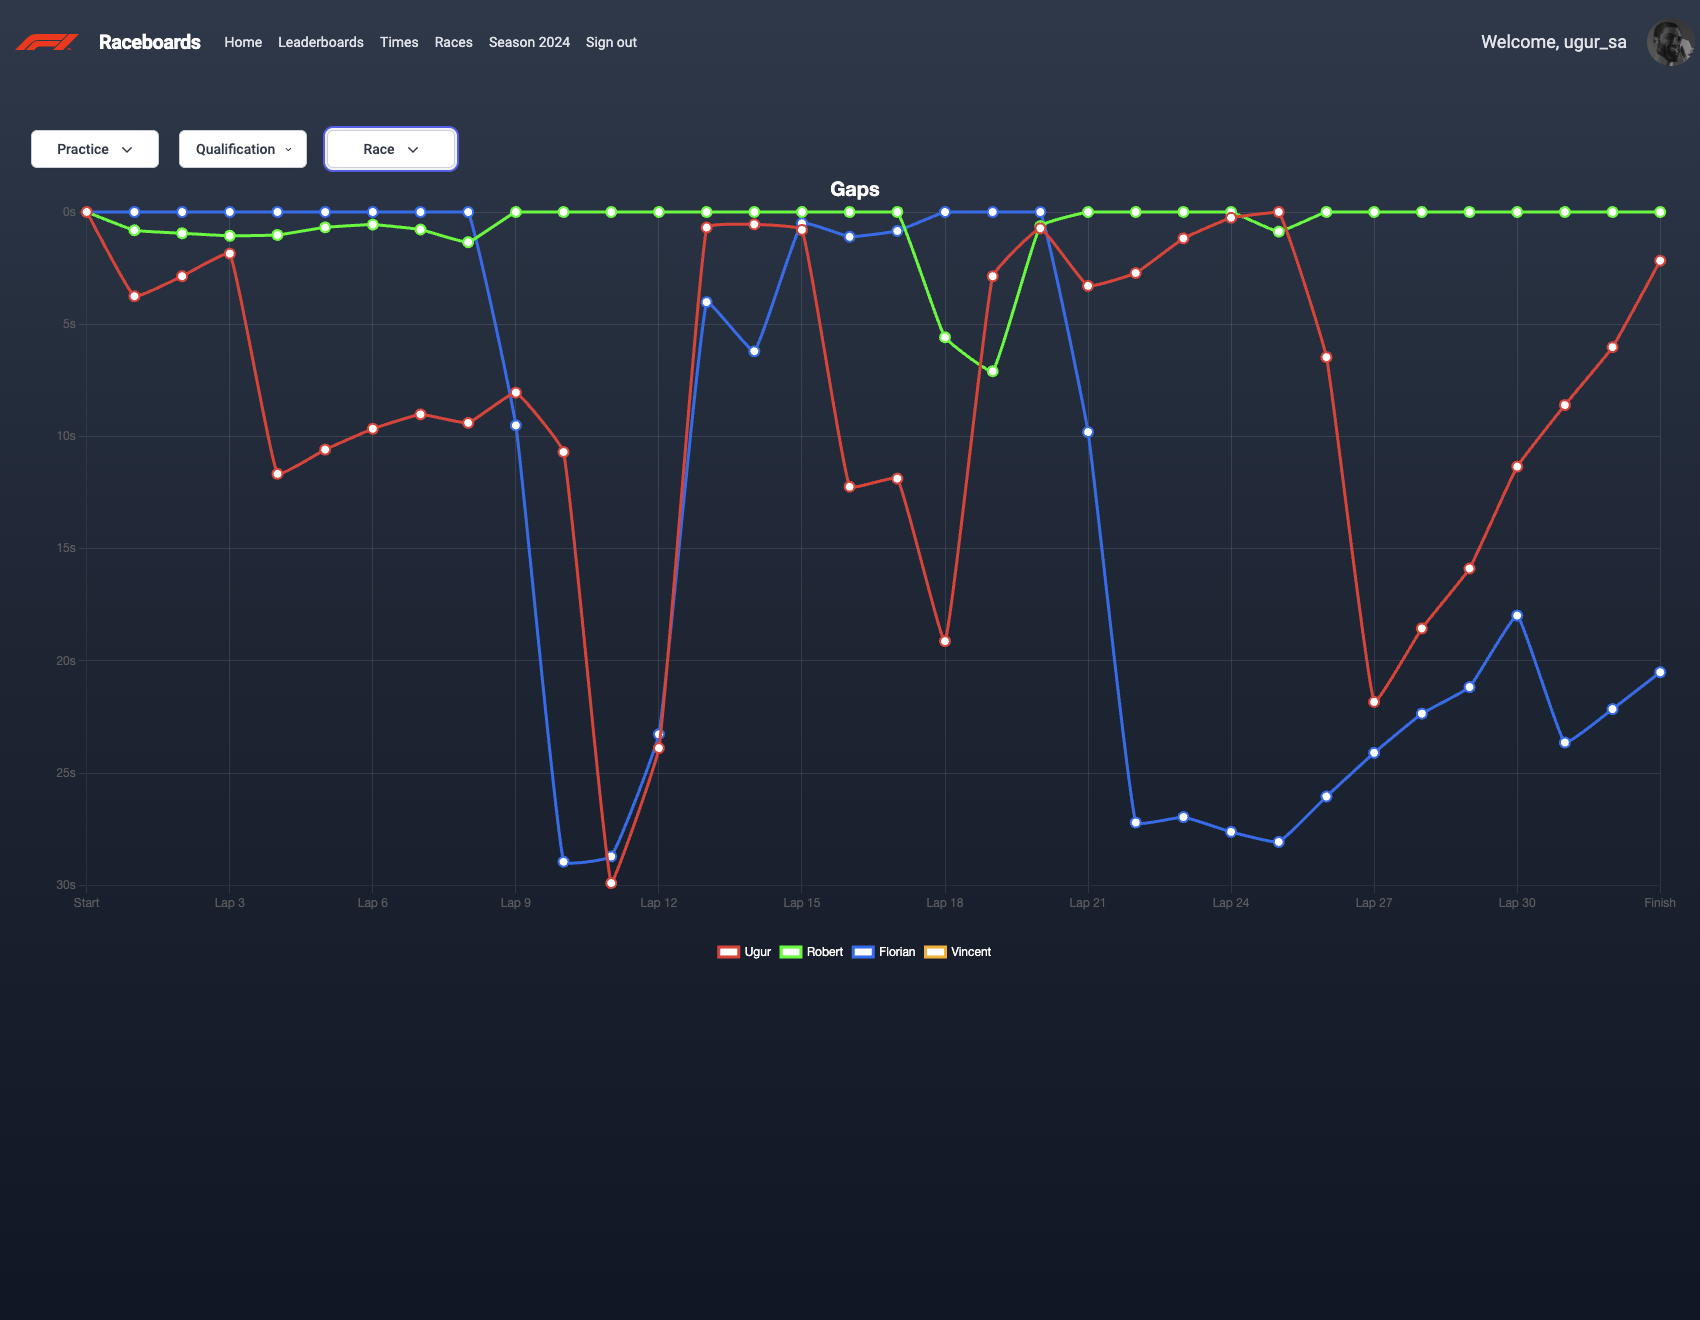 Raceboards Home Leaderboards Times Races Season 2024 Sign out Welcome, ugur_sa
Practice Qualification Race
Gaps
0s
5s
10s
15s
20s
25s
30s
Start Lap 3 Lap 6 Lap 9 Lap 12 Lap 15 Lap 18 Lap 21 Lap 24 Lap 27 Lap 30 Finish
Ugur Robert Florian Vincent